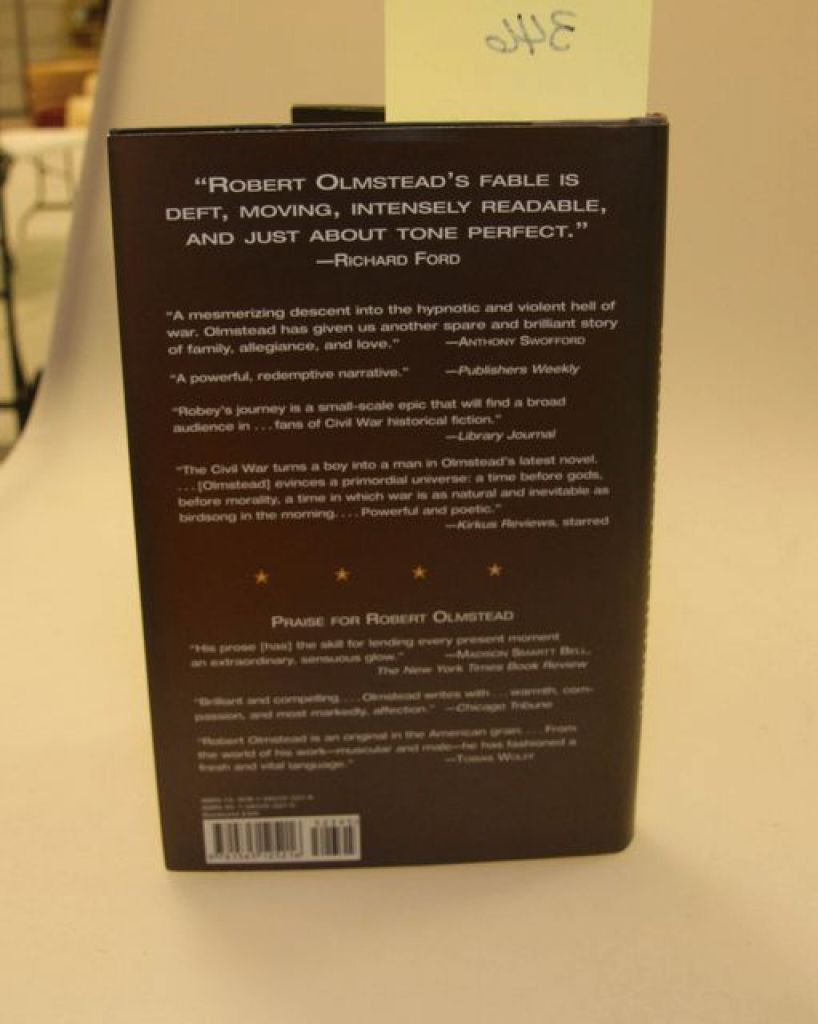 346
“ROBERT OLMSTEAD’S FABLE IS
DEFT, MOVING, INTENSELY READABLE,
AND JUST ABOUT TONE PERFECT.”
—RICHARD FORD
“A mesmerizing descent into the hypnotic and violent hell of
war. Olmstead has given us another spare and brilliant story
of family, allegiance, and love.” —ANTHONY SWOFFORD
“A powerful, redemptive narrative.” —Publishers Weekly
“Robey’s journey is a small-scale epic that will find a broad
audience in . . . fans of Civil War historical fiction.”
—Library Journal
“The Civil War turns a boy into a man in Olmstead’s latest novel.
. . . [Olmstead] evinces a primordial universe: a time before gods,
before morality, a time in which war is as natural and inevitable as
birdsong in the morning. . . . Powerful and poetic.”
—Kirkus Reviews, starred
PRAISE FOR ROBERT OLMSTEAD
“His prose [has] the skill for lending every present moment
an extraordinary, sensuous glow.” —MADISON SMARTT BELL,
The New York Times Book Review
“Brilliant and compelling. . . . Olmstead writes with . . . warmth, com-
passion, and most markedly, affection.” —Chicago Tribune
“Robert Olmstead is an original in the American grain. . . . From
the world of his work—muscular and male—he has fashioned a
fresh and vital language.” —TOBIAS WOLFF